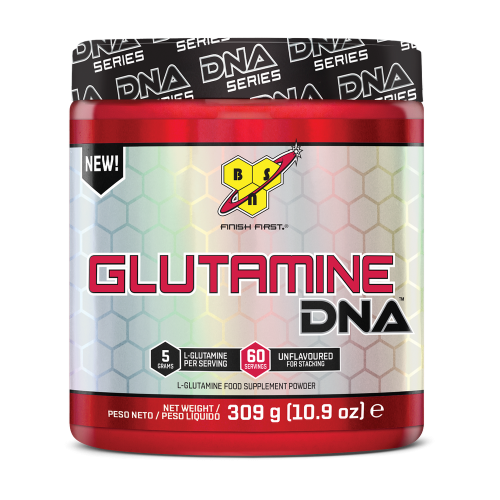 DNA SERIES DNA SERIES DNA SERIES
NEW!
BSN
FINISH FIRST.®
GLUTAMINE
DNA™
5 GRAMS L-GLUTAMINE PER SERVING 60 SERVINGS UNFLAVOURED FOR STACKING
L-GLUTAMINE FOOD SUPPLEMENT POWDER
PESO NETO / NET WEIGHT / PESO LÍQUIDO 309 g (10.9 oz) ℮